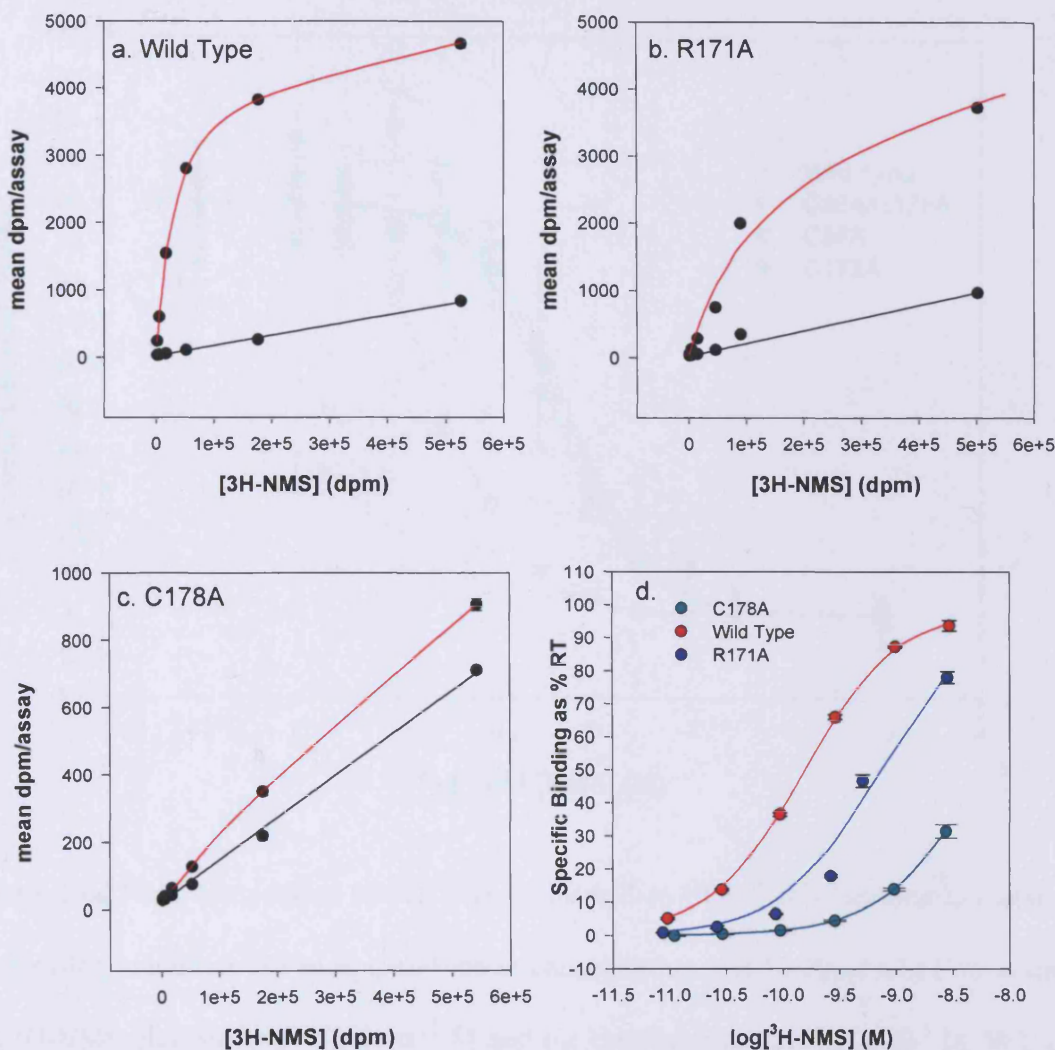 a. Wild Type
5000
4000
3000
2000
1000
0
mean dpm/assay
0 1e+5 2e+5 3e+5 4e+5 5e+5 6e+5
[3H-NMS] (dpm)
b. R171A
5000
4000
3000
2000
1000
0
mean dpm/assay
0 1e+5 2e+5 3e+5 4e+5 5e+5 6e+5
[3H-NMS] (dpm)
c. C178A
1000
800
600
400
200
0
mean dpm/assay
0 1e+5 2e+5 3e+5 4e+5 5e+5 6e+5
[3H-NMS] (dpm)
d.
C178A
Wild Type
R171A
110
100
90
80
70
60
50
40
30
20
10
0
-10
Specific Binding as % RT
-11.5 -11.0 -10.5 -10.0 -9.5 -9.0 -8.5 -8.0
log[³H-NMS] (M)